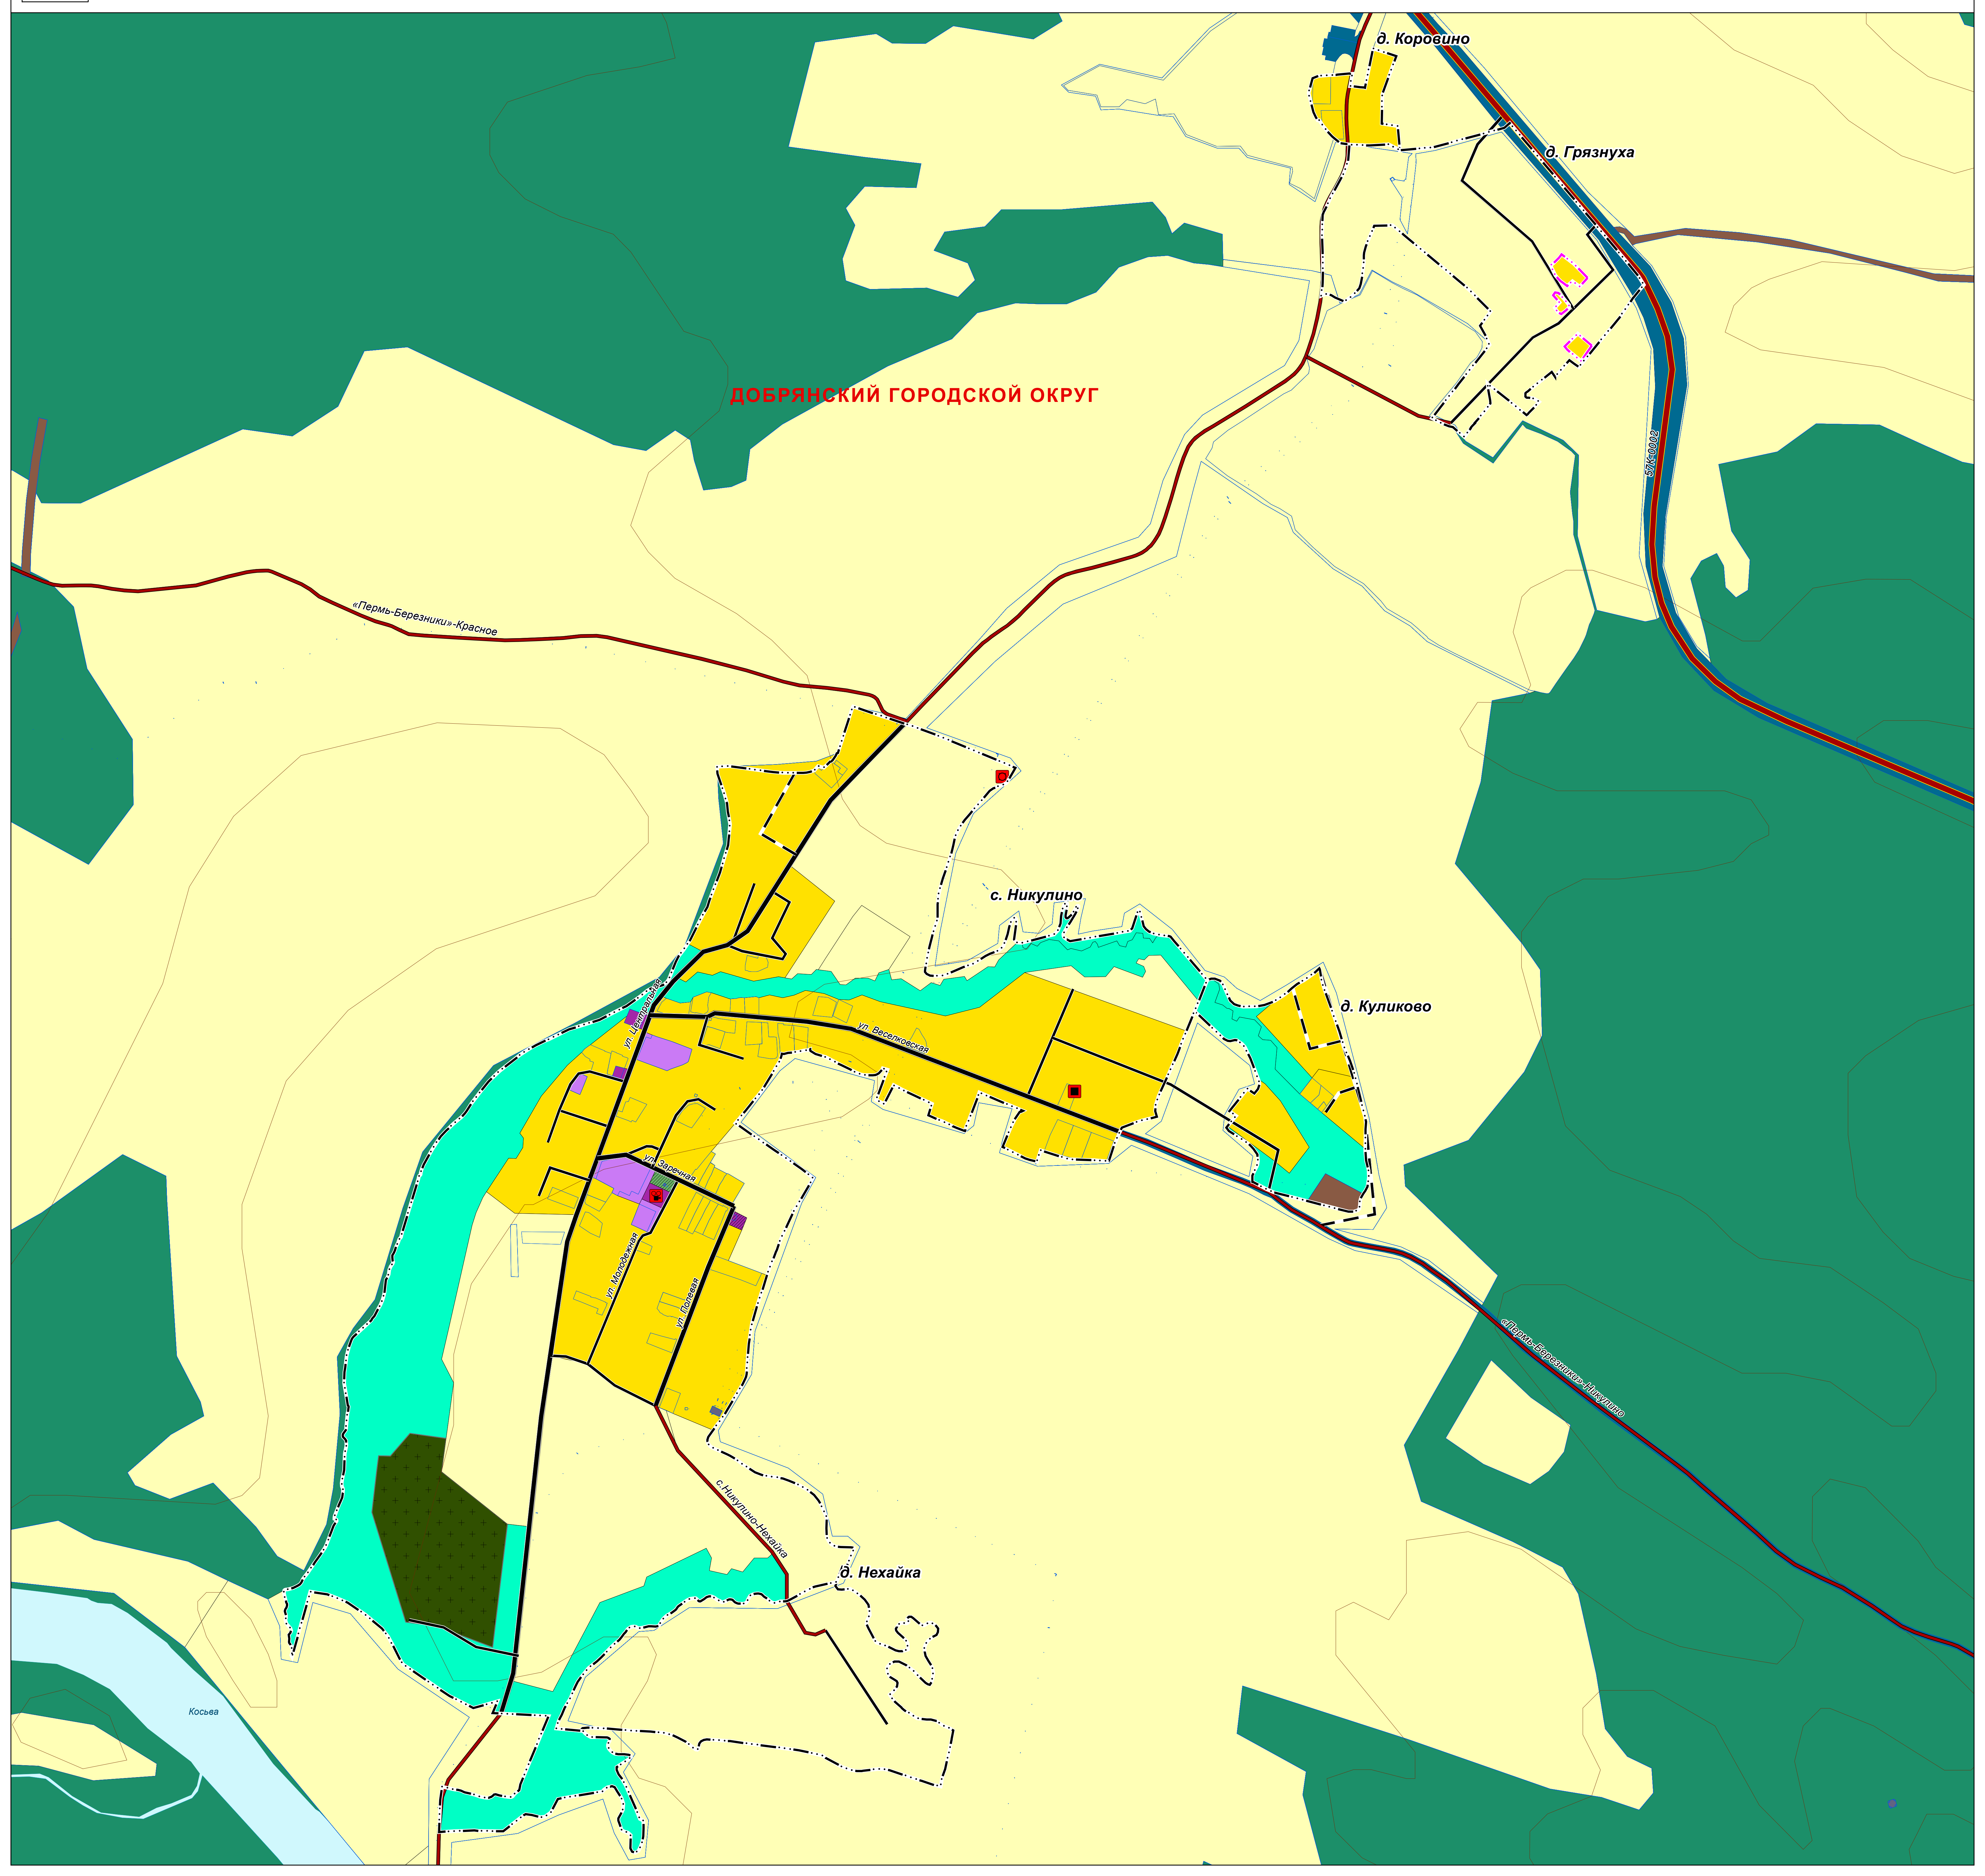 д. Коровино
д. Грязнуха
ДОБРЯНСКИЙ ГОРОДСКОЙ ОКРУГ
57К-0002
«Пермь-Березники»-Красное
с. Никулино
д. Куликово
ул. Центральная
ул. Веселковская
ул. Заречная
ул. Молодежная
ул. Полевая
«Пермь-Березники»-Никулино
с.Никулино-Нехайка
д. Нехайка
Косьва